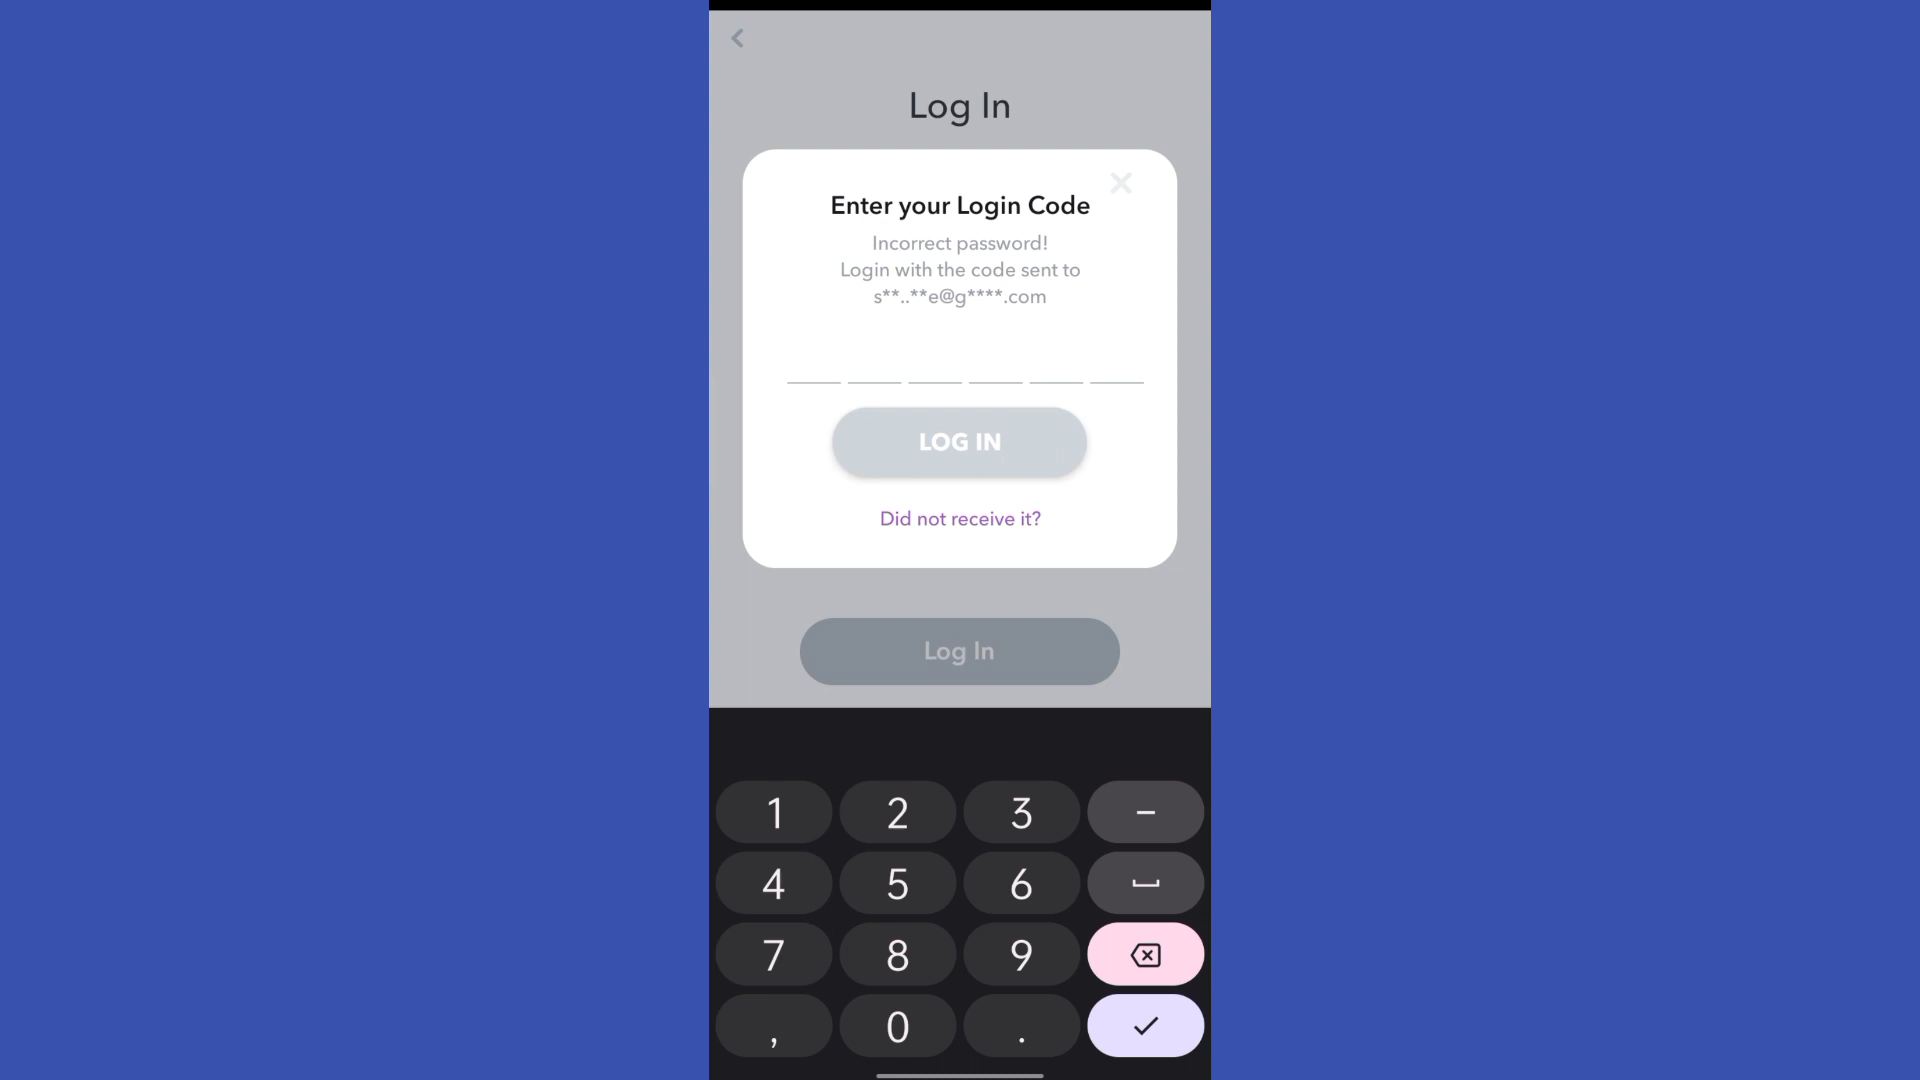 Log In
Enter your Login Code
Incorrect password!
Login with the code sent to
s**..**e@g****.com
LOG IN
Did not receive it?
Log In
1 2 3 –
4 5 6
7 8 9
, 0 .